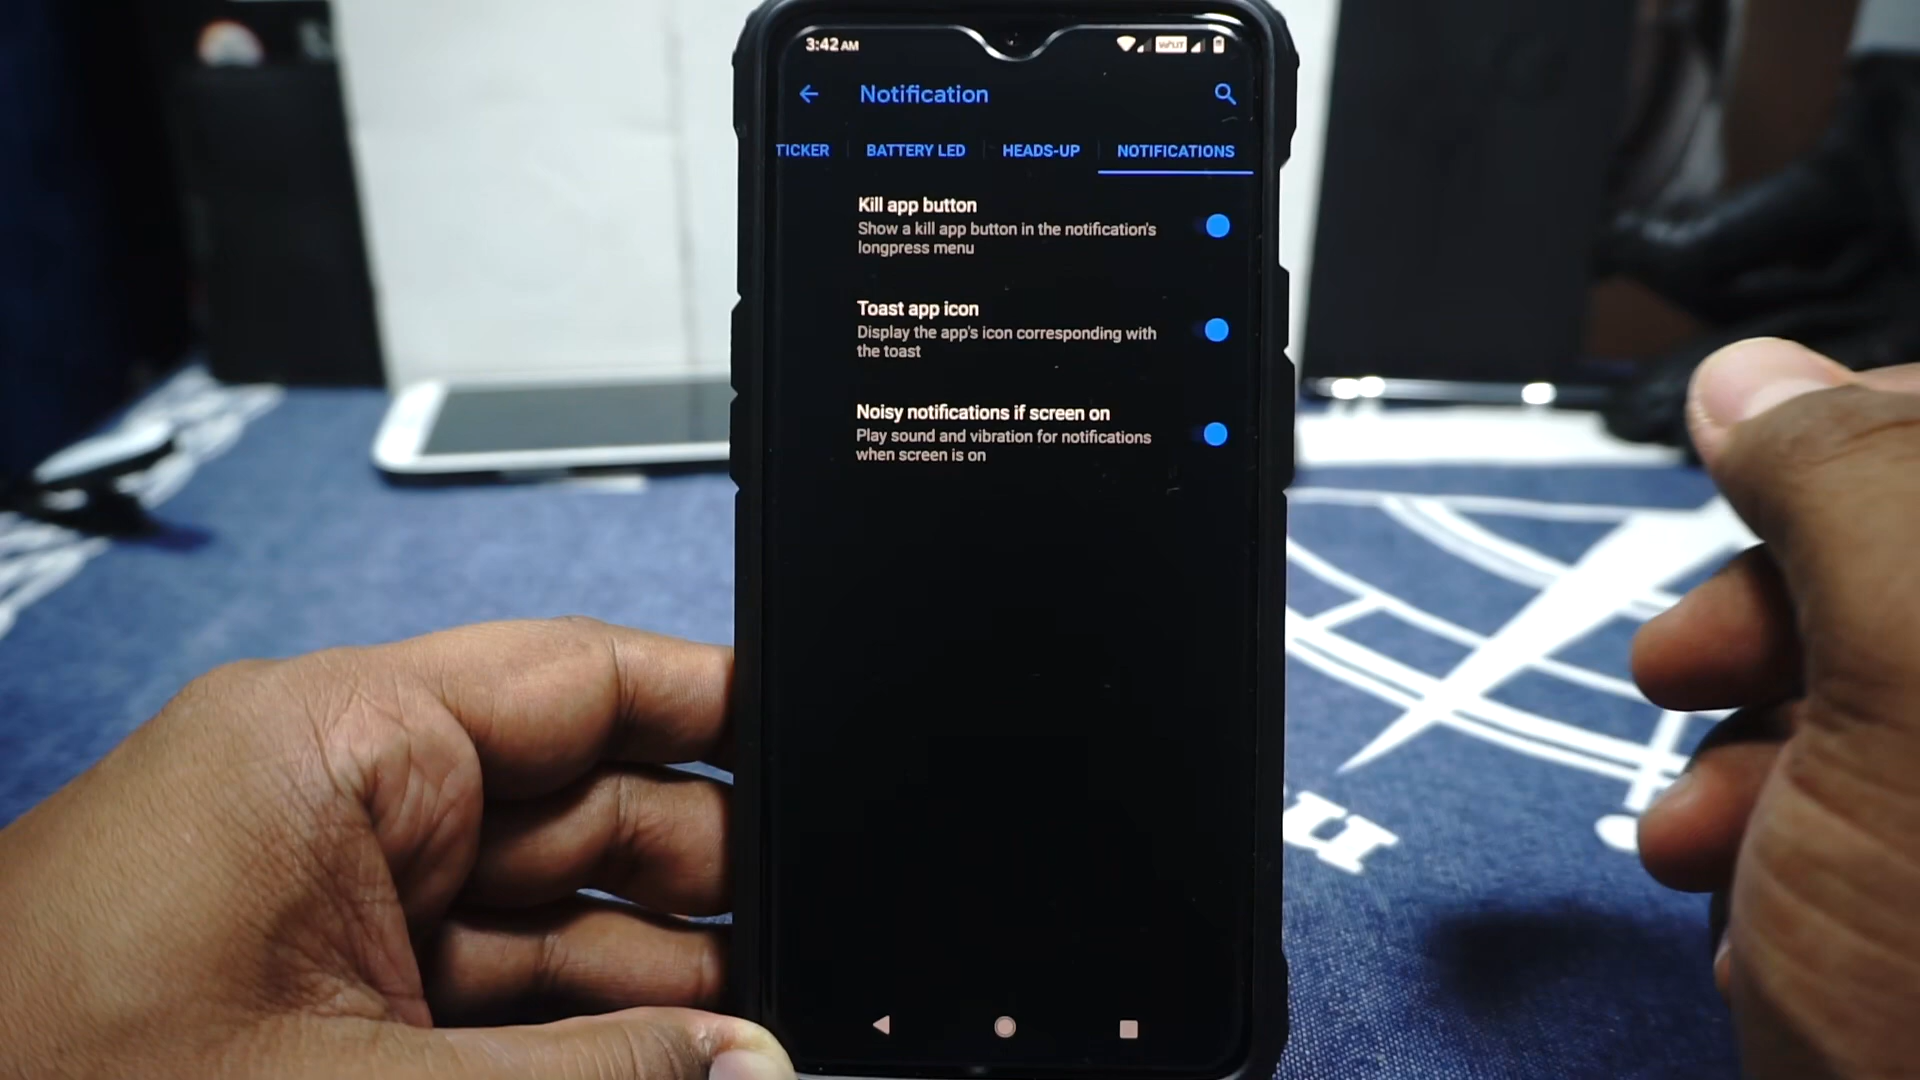 3:42 AM
Notification
TICKER
BATTERY LED
HEADS-UP
NOTIFICATIONS
Kill app button
Show a kill app button in the notification's
longpress menu
Toast app icon
Display the app's icon corresponding with
the toast
Noisy notifications if screen on
Play sound and vibration for notifications
when screen is on